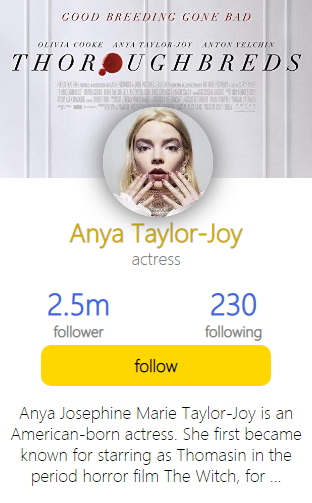 GOOD BREEDING GONE BAD
OLIVIA COOKE ANYA TAYLOR-JOY ANTON YELCHIN
THOROUGHBREDS
Anya Taylor-Joy
actress
2.5m 230
follower following
follow
Anya Josephine Marie Taylor-Joy is an
American-born actress. She first became
known for starring as Thomasin in the
period horror film The Witch, for ...